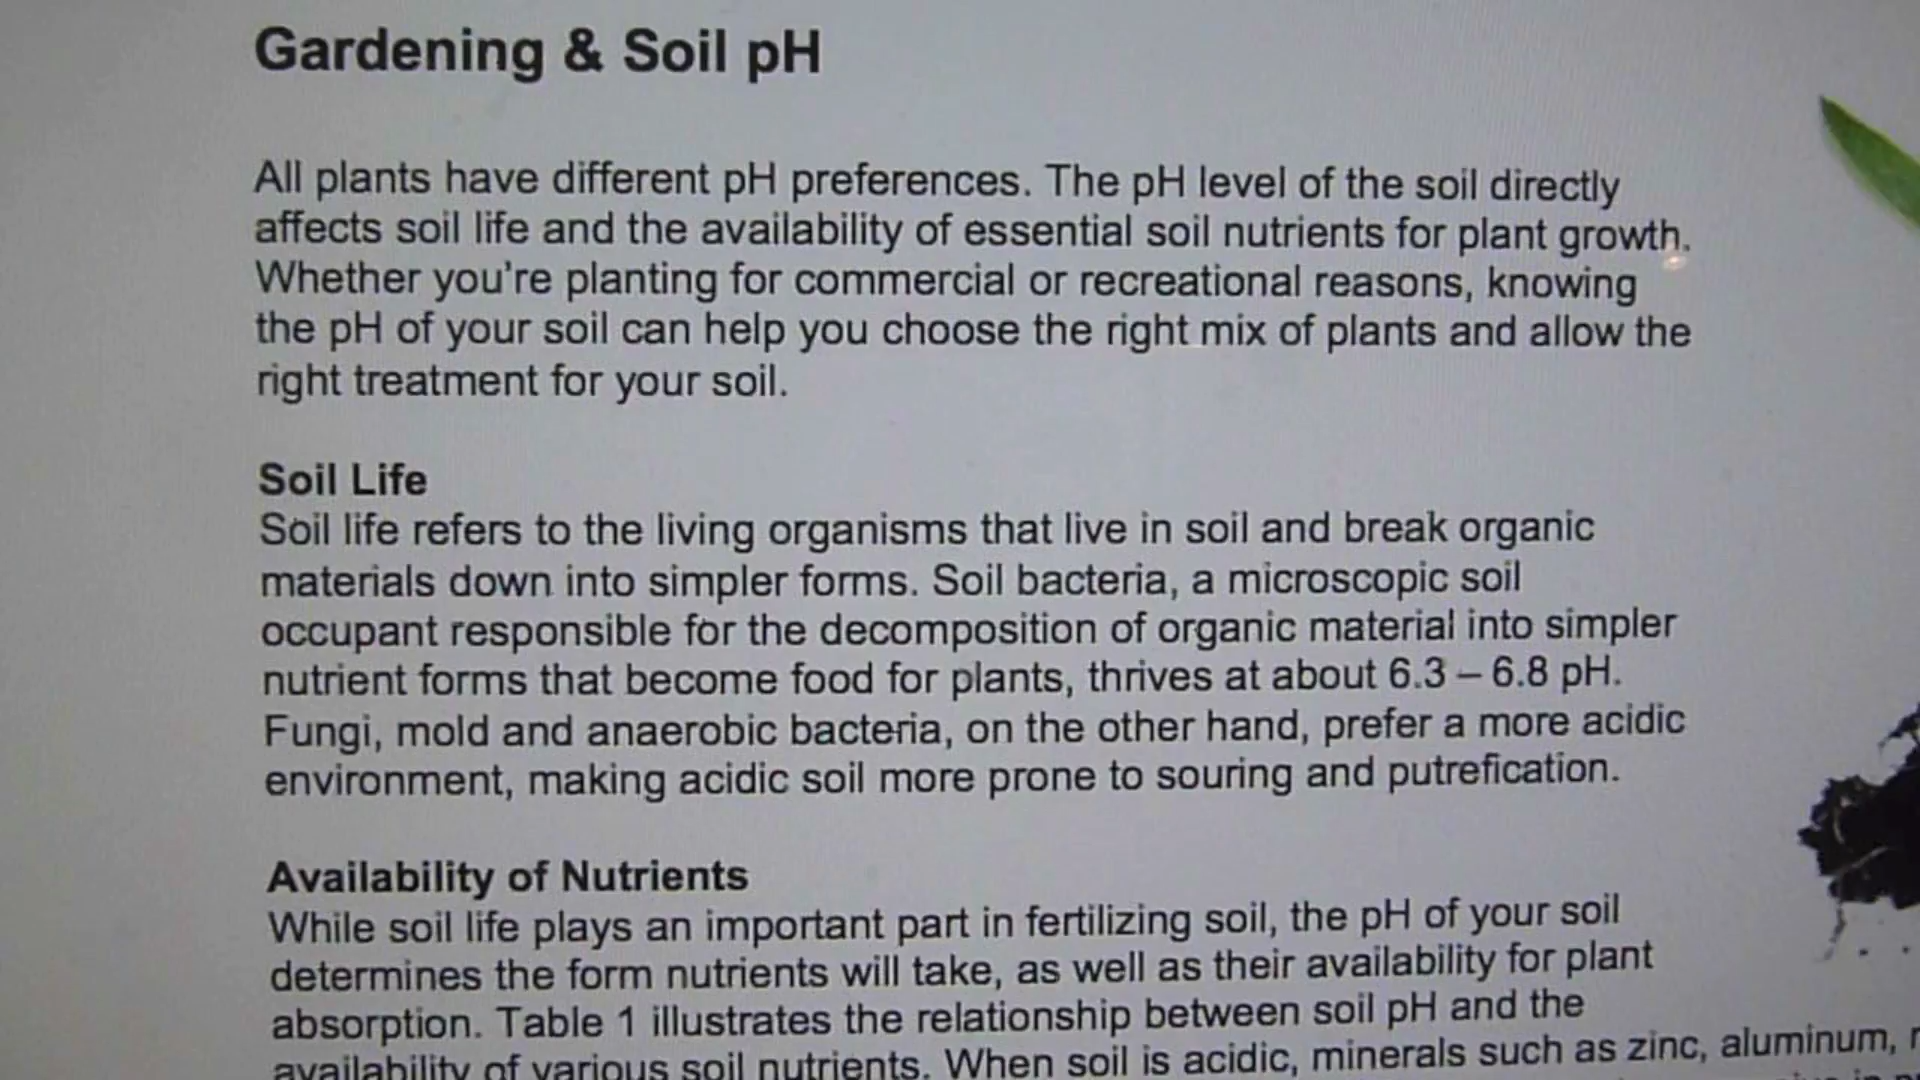 Gardening & Soil pH
All plants have different pH preferences. The pH level of the soil directly
affects soil life and the availability of essential soil nutrients for plant growth.
Whether you're planting for commercial or recreational reasons, knowing
the pH of your soil can help you choose the right mix of plants and allow the
right treatment for your soil.
Soil Life
Soil life refers to the living organisms that live in soil and break organic
materials down into simpler forms. Soil bacteria, a microscopic soil
occupant responsible for the decomposition of organic material into simpler
nutrient forms that become food for plants, thrives at about 6.3 – 6.8 pH.
Fungi, mold and anaerobic bacteria, on the other hand, prefer a more acidic
environment, making acidic soil more prone to souring and putrefication.
Availability of Nutrients
While soil life plays an important part in fertilizing soil, the pH of your soil
determines the form nutrients will take, as well as their availability for plant
absorption. Table 1 illustrates the relationship between soil pH and the
availability of various soil nutrients. When soil is acidic, minerals such as zinc, aluminum,